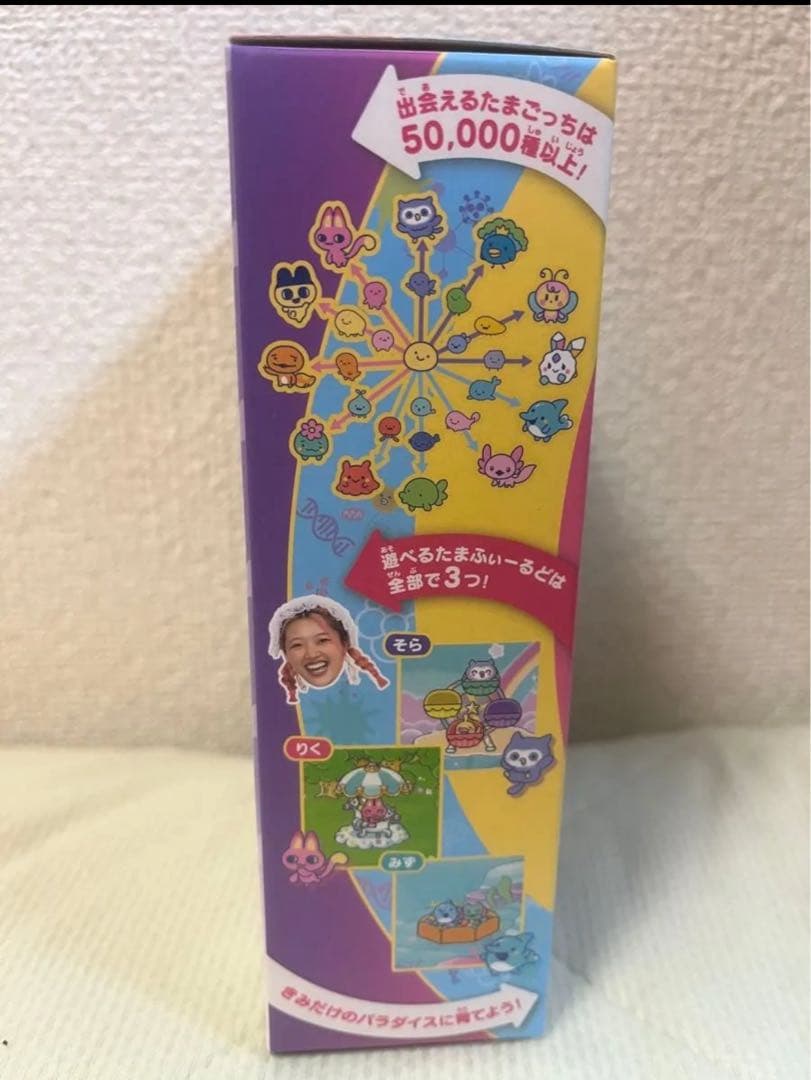 出会えるたまごっちは
50,000種以上!
遊べるたまふぃーるどは
全部で3つ!
そら
りく
みず
きみだけのパラダイスに育てよう!